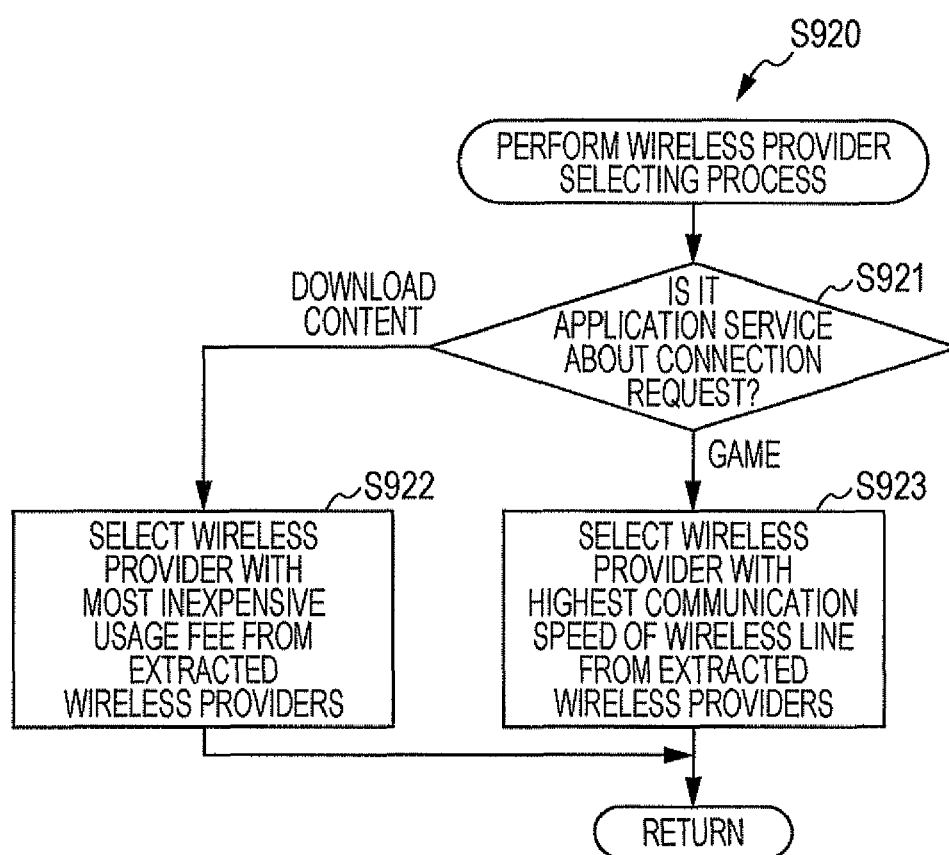 S920
PERFORM WIRELESS PROVIDER
SELECTING PROCESS
S921
IS IT
APPLICATION SERVICE
ABOUT CONNECTION
REQUEST?
DOWNLOAD
CONTENT
GAME
S922
SELECT WIRELESS
PROVIDER WITH
MOST INEXPENSIVE
USAGE FEE FROM
EXTRACTED
WIRELESS PROVIDERS
S923
SELECT WIRELESS
PROVIDER WITH
HIGHEST COMMUNICATION
SPEED OF WIRELESS LINE
FROM EXTRACTED
WIRELESS PROVIDERS
RETURN